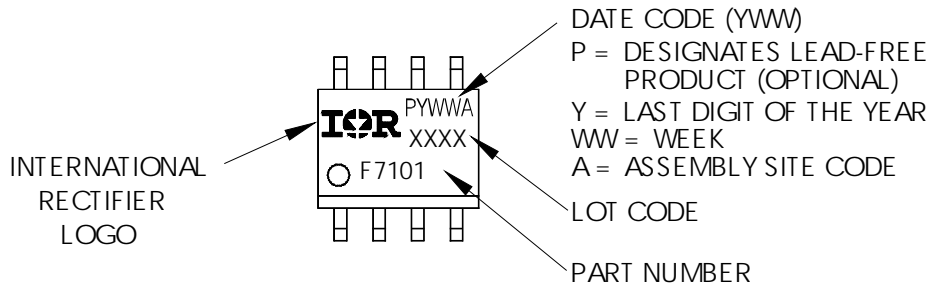 DATE CODE (YWW)
P = DESIGNATES LEAD-FREE
PRODUCT (OPTIONAL)
Y = LAST DIGIT OF THE YEAR
WW = WEEK
A = ASSEMBLY SITE CODE
PYWWA
IOR
XXXX
F7101
INTERNATIONAL
RECTIFIER
LOGO
LOT CODE
PART NUMBER